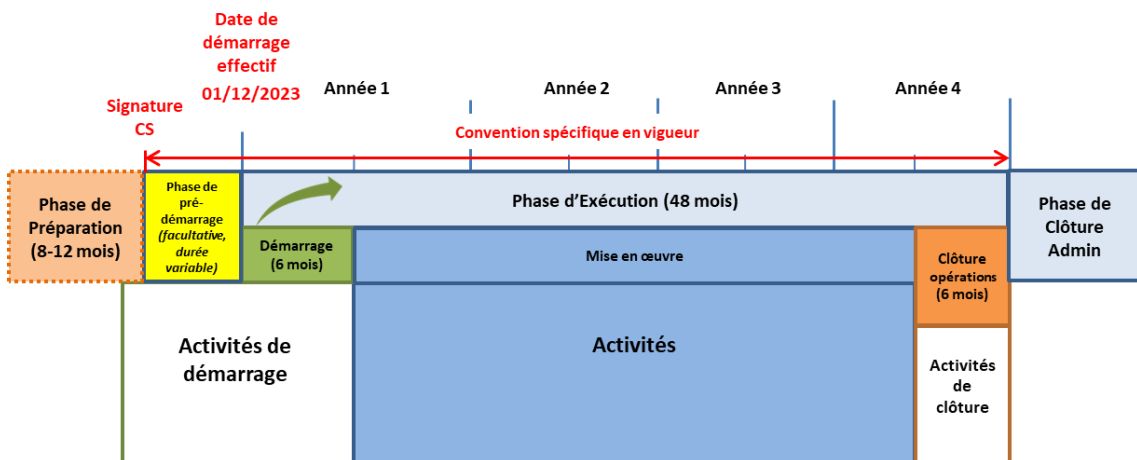 Date de
démarrage
effectif
01/12/2023
Signature
CS
Année 1
Année 2
Année 3
Année 4
Convention spécifique en vigueur
Phase de
Préparation
(8-12 mois)
Phase de
pré-
démarrage
(facultative,
durée
variable)
Phase d’Exécution (48 mois)
Phase de
Clôture
Admin
Démarrage
(6 mois)
Mise en œuvre
Clôture
opérations
(6 mois)
Activités de
démarrage
Activités
Activités
de
clôture